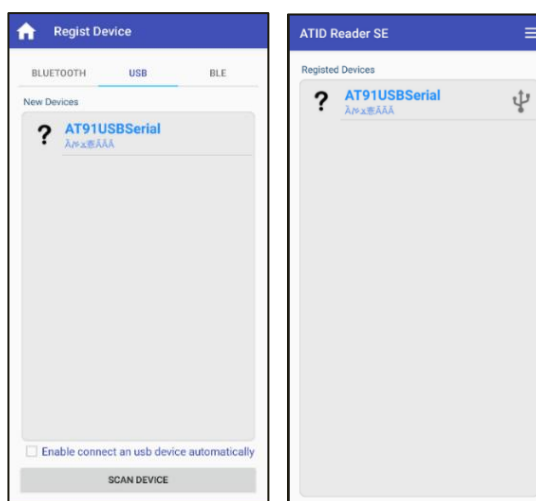 Regist Device
BLUETOOTH USB BLE
New Devices
?
AT91USBSerial
Enable connect an usb device automatically
SCAN DEVICE
ATID Reader SE
Registed Devices
?
AT91USBSerial